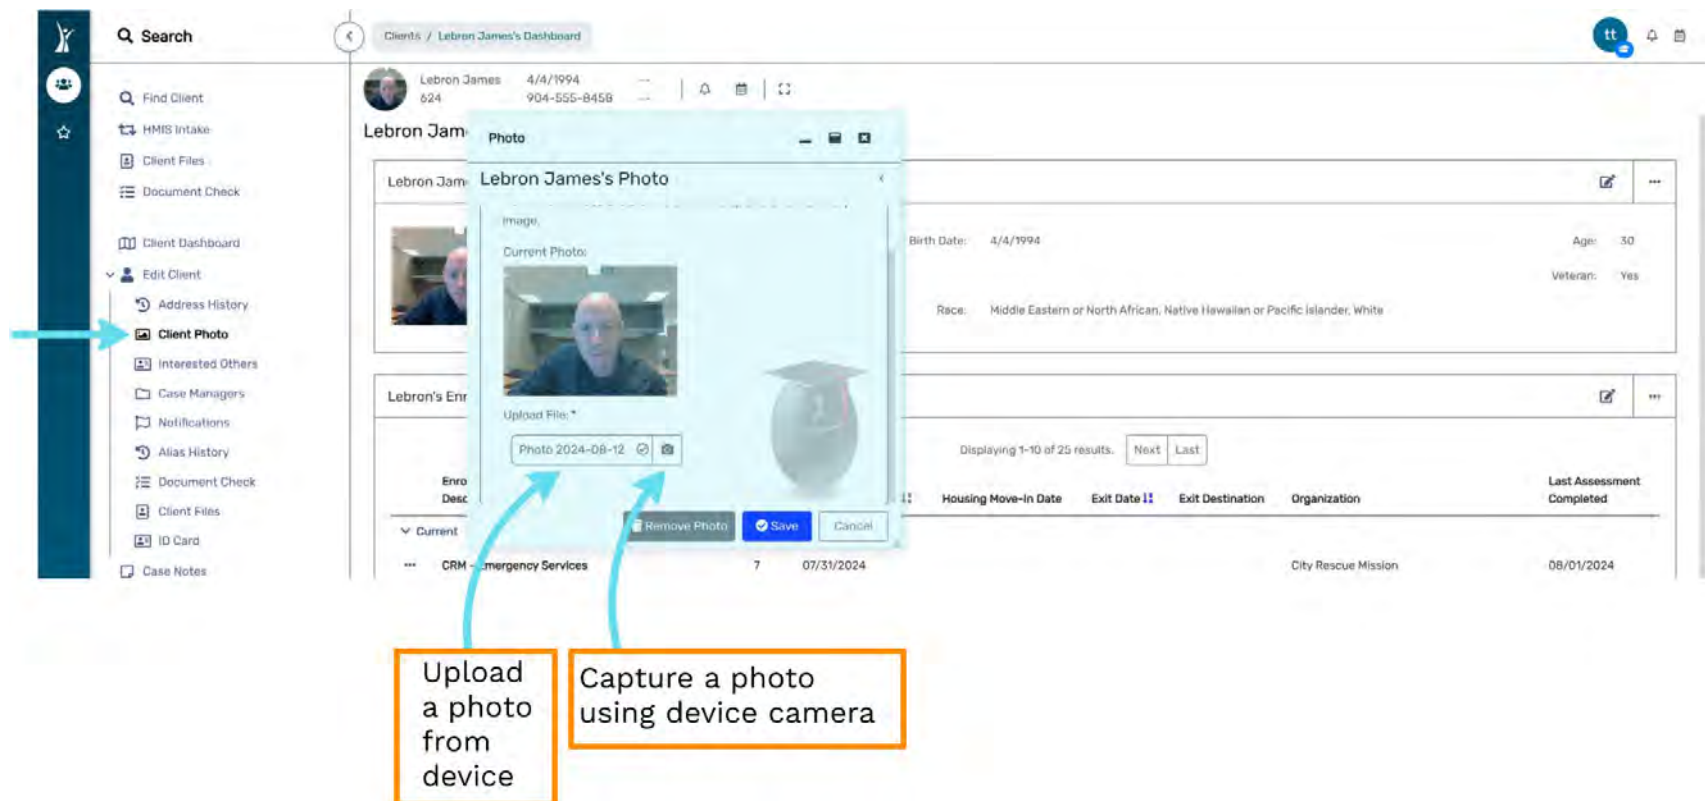 Search
Clients / Lebron James's Dashboard
tt
Find Client
HMIS Intake
Client Files
Document Check
Client Dashboard
Edit Client
Address History
Client Photo
Interested Others
Case Managers
Notifications
Alias History
Document Check
Client Files
ID Card
Case Notes
Lebron James 4/4/1994 --
624 904-555-8458 --
Lebron Jam
Lebron Jam
Birth Date: 4/4/1994 Age: 30
Veteran: Yes
Race: Middle Eastern or North African, Native Hawaiian or Pacific Islander, White
Photo
Lebron James's Photo
image.
Current Photo:
Upload File: *
Photo 2024-08-12
Remove Photo Save Cancel
1
Lebron's Enr
Displaying 1-10 of 25 results. Next Last
Enro
Desc Housing Move-In Date Exit Date Exit Destination Organization Last Assessment
Completed
Current
CRM - Emergency Services 7 07/31/2024 City Rescue Mission 08/01/2024
Upload
a photo
from
device
Capture a photo
using device camera